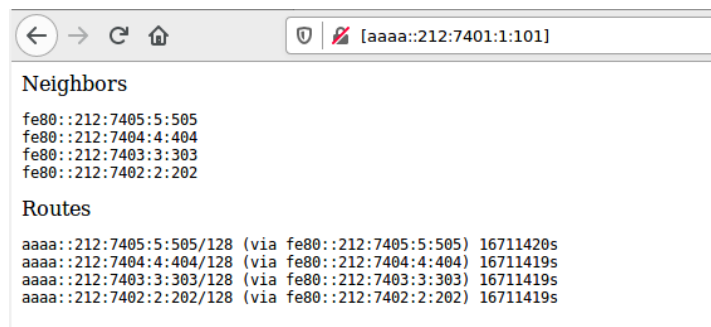 [aaaa::212:7401:1:101]
Neighbors
fe80::212:7405:5:505
fe80::212:7404:4:404
fe80::212:7403:3:303
fe80::212:7402:2:202
Routes
aaaa::212:7405:5:505/128 (via fe80::212:7405:5:505) 16711420s
aaaa::212:7404:4:404/128 (via fe80::212:7404:4:404) 16711419s
aaaa::212:7403:3:303/128 (via fe80::212:7403:3:303) 16711419s
aaaa::212:7402:2:202/128 (via fe80::212:7402:2:202) 16711419s